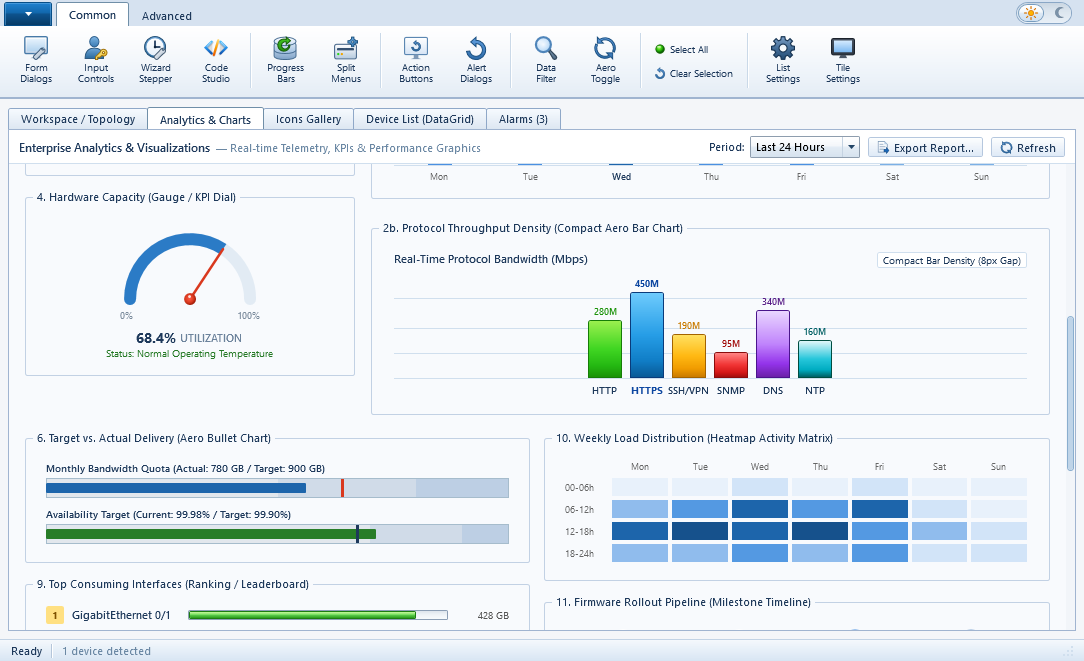 Common
Advanced
Form Dialogs
Input Controls
Wizard Stepper
Code Studio
Progress Bars
Split Menus
Action Buttons
Alert Dialogs
Data Filter
Aero Toggle
Select All
Clear Selection
List Settings
Tile Settings
Workspace / Topology
Analytics & Charts
Icons Gallery
Device List (DataGrid)
Alarms (3)
Enterprise Analytics & Visualizations — Real-time Telemetry, KPIs & Performance Graphics
Period: Last 24 Hours
Export Report...
Refresh
Mon Tue Wed Thu Fri Sat Sun
4. Hardware Capacity (Gauge / KPI Dial)
0% 100%
68.4% UTILIZATION
Status: Normal Operating Temperature
2b. Protocol Throughput Density (Compact Aero Bar Chart)
Real-Time Protocol Bandwidth (Mbps)
Compact Bar Density (8px Gap)
280M 450M 190M 95M 340M 160M
HTTP HTTPS SSH/VPN SNMP DNS NTP
6. Target vs. Actual Delivery (Aero Bullet Chart)
Monthly Bandwidth Quota (Actual: 780 GB / Target: 900 GB)
Availability Target (Current: 99.98% / Target: 99.90%)
10. Weekly Load Distribution (Heatmap Activity Matrix)
Mon Tue Wed Thu Fri Sat Sun
00-06h
06-12h
12-18h
18-24h
9. Top Consuming Interfaces (Ranking / Leaderboard)
1 GigabitEthernet 0/1 428 GB
11. Firmware Rollout Pipeline (Milestone Timeline)
Ready
1 device detected